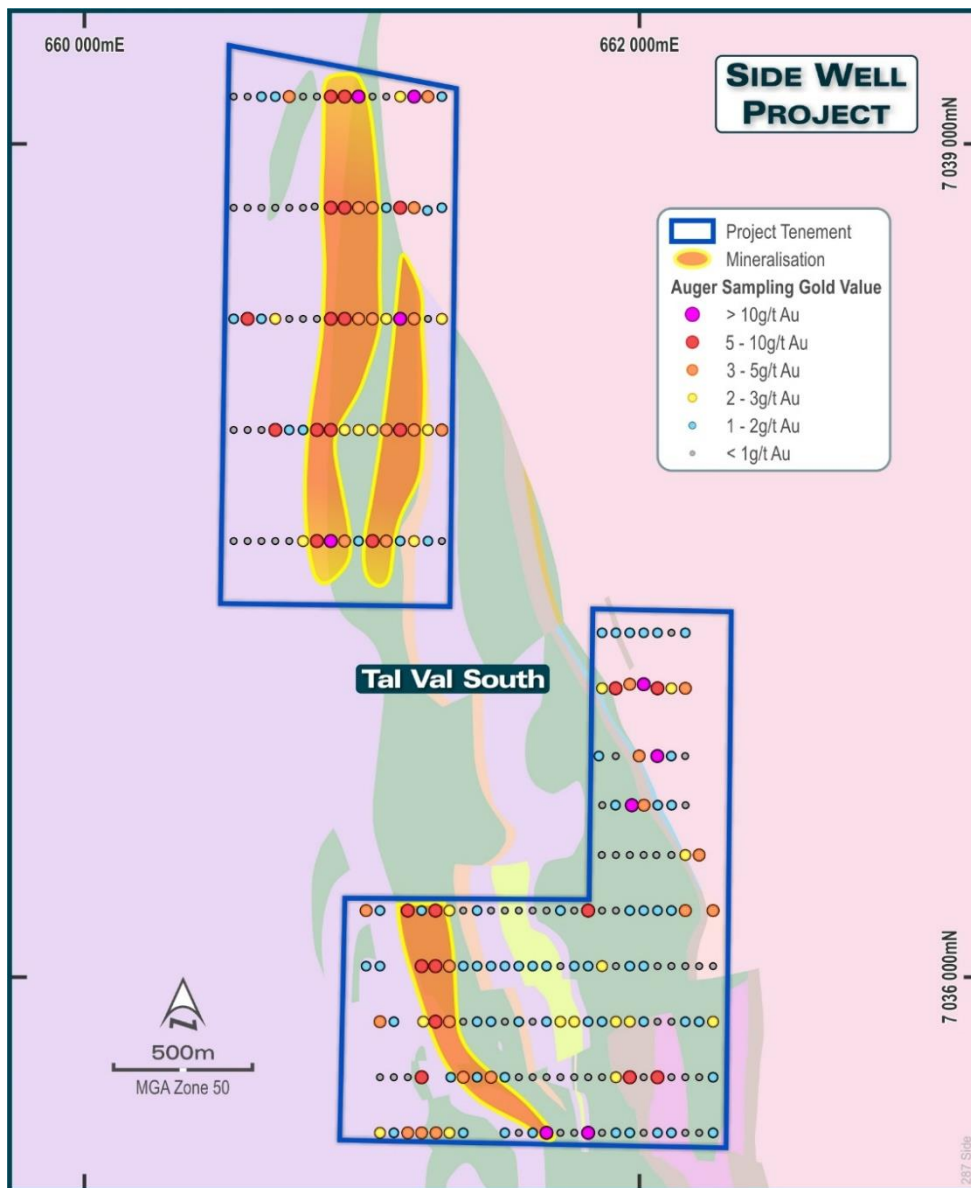 660 000mE
662 000mE
SIDE WELL
PROJECT
7 039 000mN
Project Tenement
Mineralisation
Auger Sampling Gold Value
> 10g/t Au
5 - 10g/t Au
3 - 5g/t Au
2 - 3g/t Au
1 - 2g/t Au
< 1g/t Au
TAL VAL SOUTH
7 036 000mN
N
500m
MGA Zone 50
287.Side